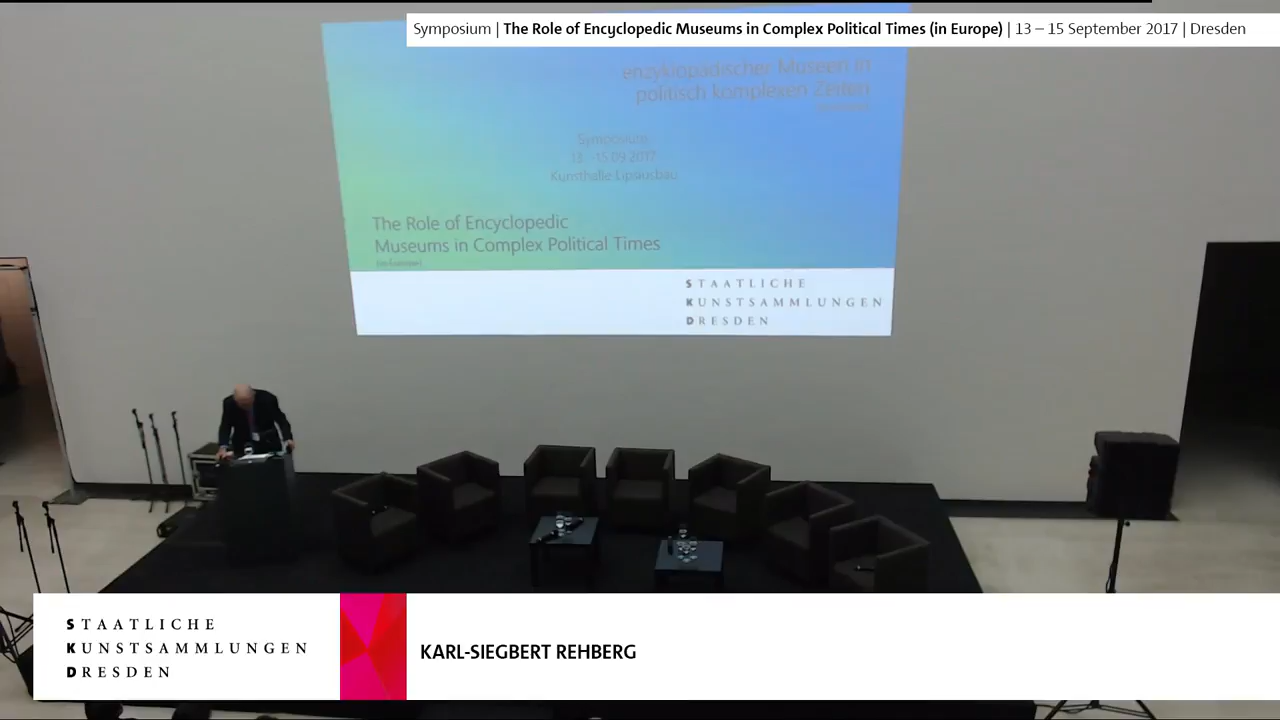 Symposium | The Role of Encyclopedic Museums in Complex Political Times (in Europe) | 13 – 15 September 2017 | Dresden
enzyklopädischer Museen in
politisch komplexen Zeiten
Symposium
13. -15.09.2017
Kunsthalle Lipsiusbau
The Role of Encyclopedic
Museums in Complex Political Times
(in Europe)
STAATLICHE
KUNSTSAMMLUNGEN
DRESDEN
STAATLICHE
KUNSTSAMMLUNGEN
DRESDEN
KARL-SIEGBERT REHBERG